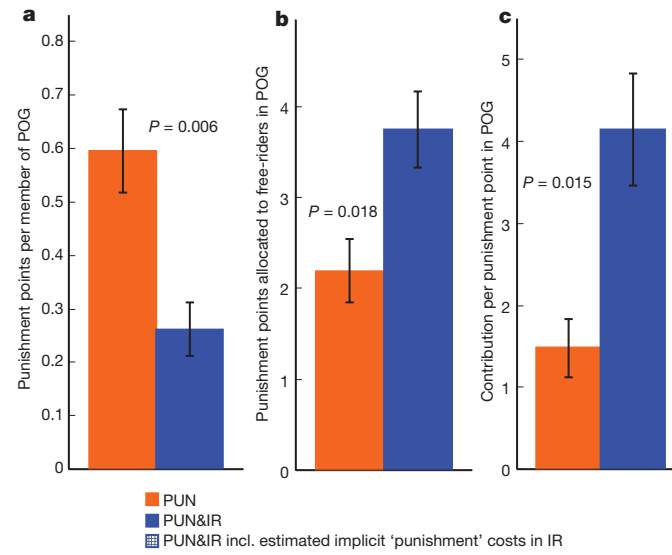 a
Punishment points per member of POG
0.8
0.7
0.6
0.5
0.4
0.3
0.2
0.1
0
P = 0.006
b
Punishment points allocated to free-riders in POG
4
3
2
1
0
P = 0.018
c
Contribution per punishment point in POG
5
4
3
2
1
0
P = 0.015
PUN
PUN&IR
PUN&IR incl. estimated implicit ‘punishment’ costs in IR